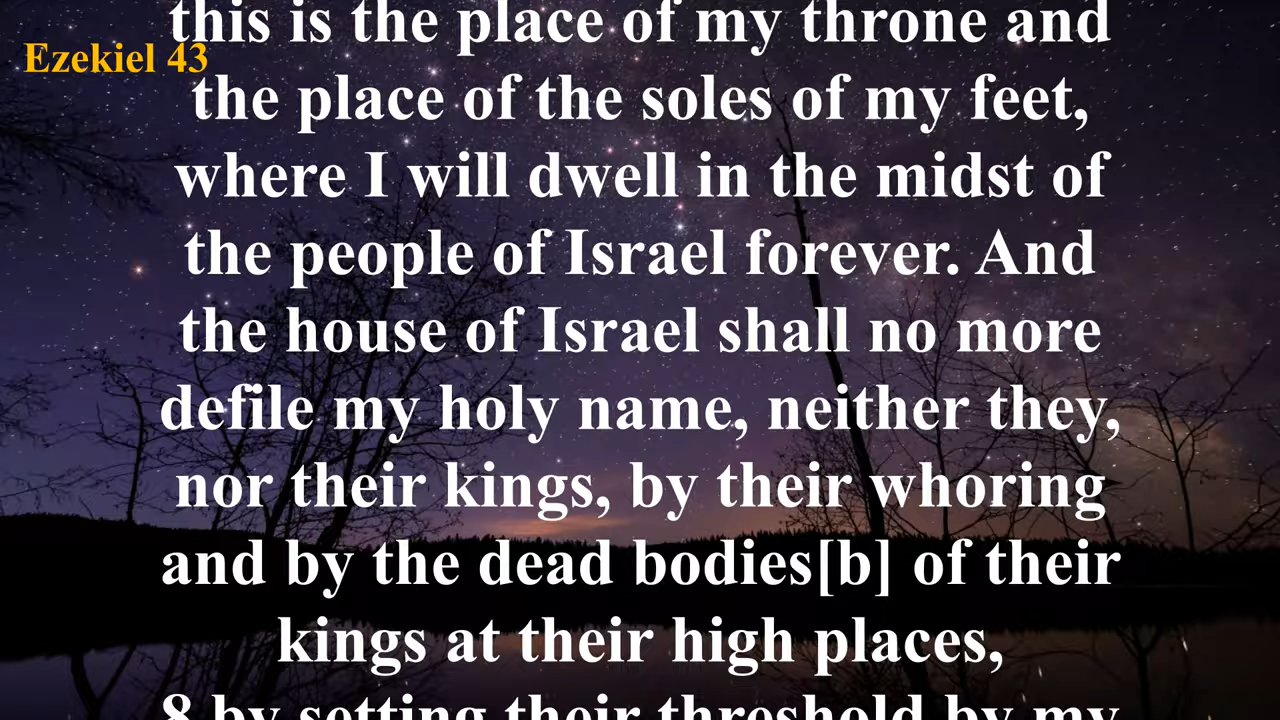 this is the place of my throne and
Ezekiel 43
the place of the soles of my feet,
where I will dwell in the midst of
the people of Israel forever. And
the house of Israel shall no more
defile my holy name, neither they,
nor their kings, by their whoring
and by the dead bodies[b] of their
kings at their high places,
8 by setting their threshold by my